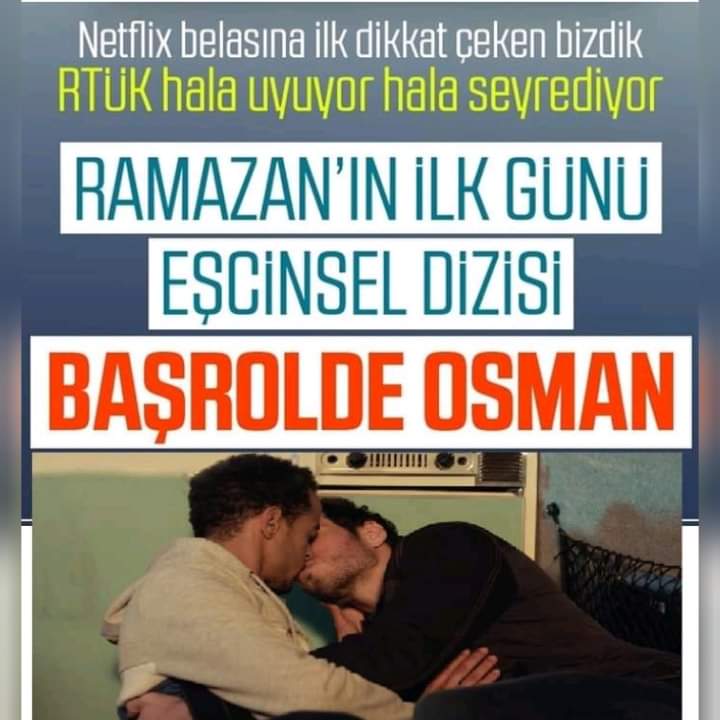 Netflix belasına ilk dikkat çeken bizdik
RTÜK hala uyuyor hala seyrediyor
RAMAZAN'IN İLK GÜNÜ
EŞCİNSEL DİZİSİ
BAŞROLDE OSMAN